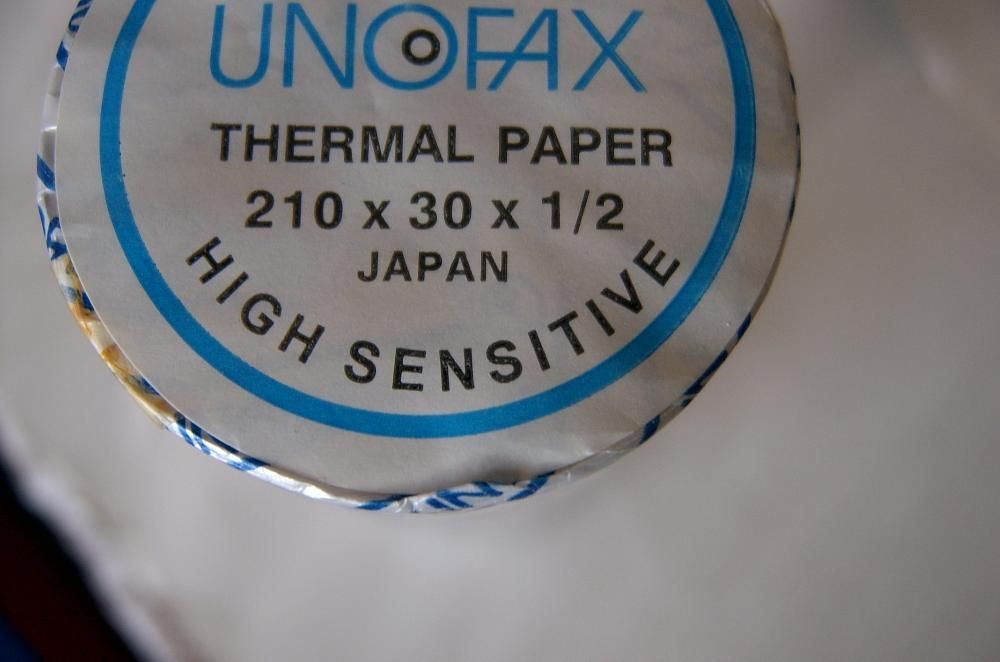 UNOFAX
THERMAL PAPER
210 x 30 x 1/2
JAPAN
HIGH SENSITIVE